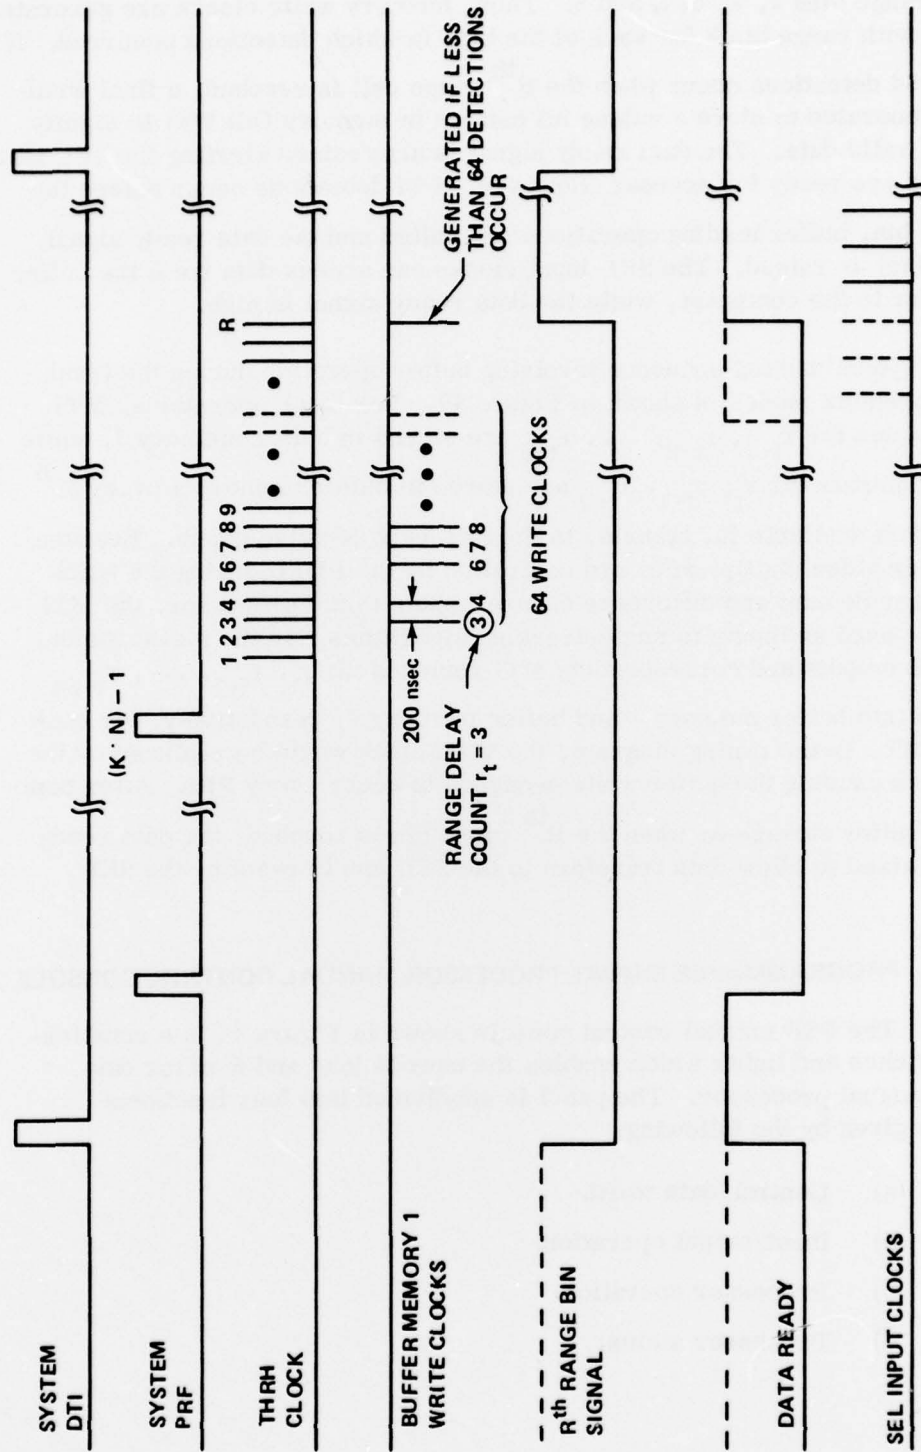 SYSTEM
DTI
(K · N) – 1
SYSTEM
PRF
1 2 3 4 5 6 7 8 9
R
THRH
CLOCK
200 nsec
BUFFER MEMORY 1
WRITE CLOCKS
3 4 6 7 8
RANGE DELAY
COUNT rᵢ = 3
64 WRITE CLOCKS
GENERATED IF LESS
THAN 64 DETECTIONS
OCCUR
Rth RANGE BIN
SIGNAL
DATA READY
SEL INPUT CLOCKS